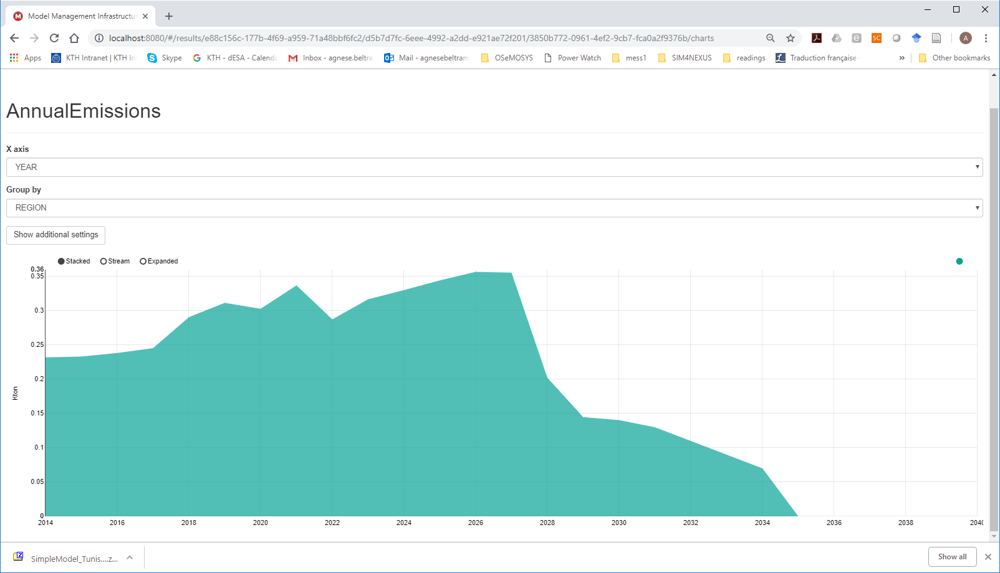 Model Management Infrastructu
localhost:8080/#/results/e88c156c-177b-4f69-a959-71a48bbf6fc2/d5b7d7fc-6eee-4992-a2dd-e921ae72f201/3850b772-0961-4ef2-9cb7-fca0a2f9376b/charts
SC
A
Apps KTH Intranet | KTH In Skype KTH - dESA - Calenda Inbox - agnese.beltra Mail - agnesebeltram OSeMOSYS Power Watch mess1 SIM4NEXUS readings Traduction française - » Other bookmarks
AnnualEmissions
X axis
YEAR
Group by
REGION
Show additional settings
Stacked Stream Expanded
0.36
0.35
0.3
0.25
0.2
0.15
0.1
0.05
0
Kton
2014 2016 2018 2020 2022 2024 2026 2028 2030 2032 2034 2036 2038 2040
SimpleModel_Tunis....z...
Show all